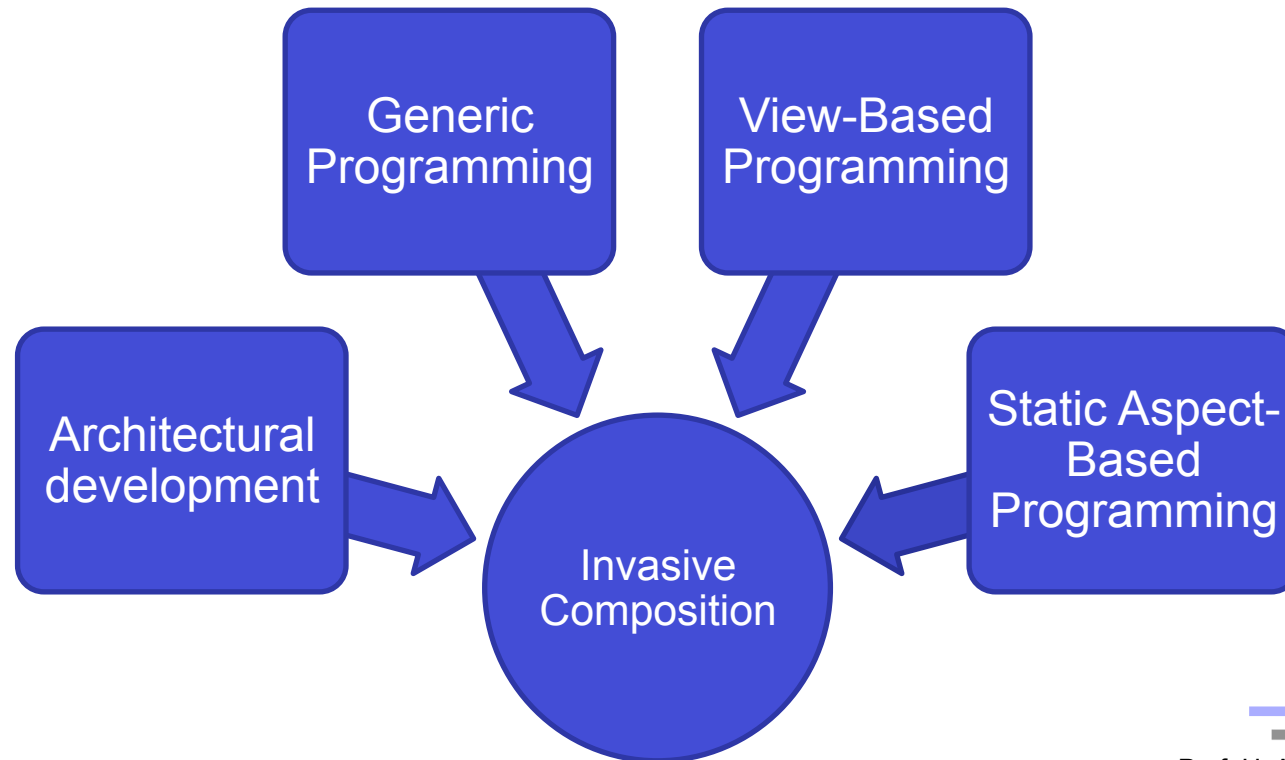 Generic
Programming
View-Based
Programming
Architectural
development
Static Aspect-
Based
Programming
Invasive
Composition